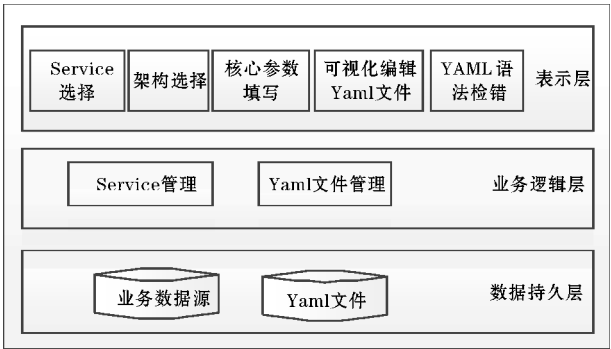 Service
选择
架构选择
核心参数
填写
可视化编辑
Yaml文件
YAML语
法检错
表示层
Service管理
Yaml文件管理
业务逻辑层
业务数据源
Yaml文件
数据持久层